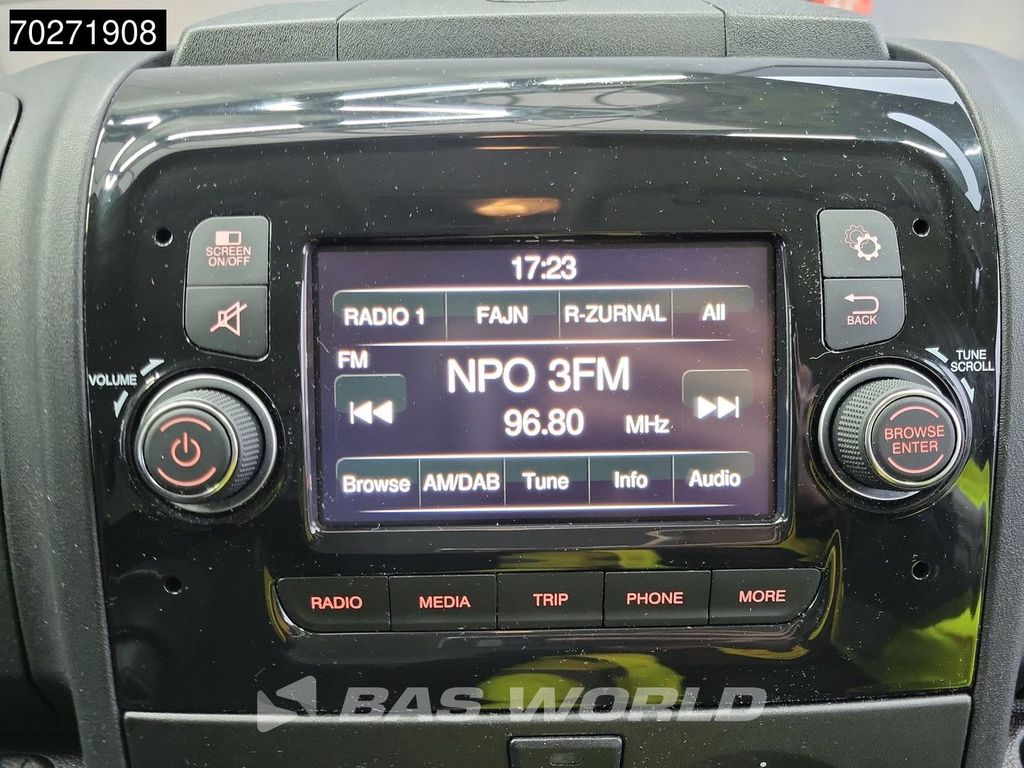 70271908
SCREEN
ON/OFF
17:23
RADIO 1 FAJN R-ZURNAL All
FM
NPO 3FM
96.80 MHz
Browse AM/DAB Tune Info Audio
BACK
VOLUME
TUNE
SCROLL
BROWSE
ENTER
RADIO MEDIA TRIP PHONE MORE
BAS WORLD